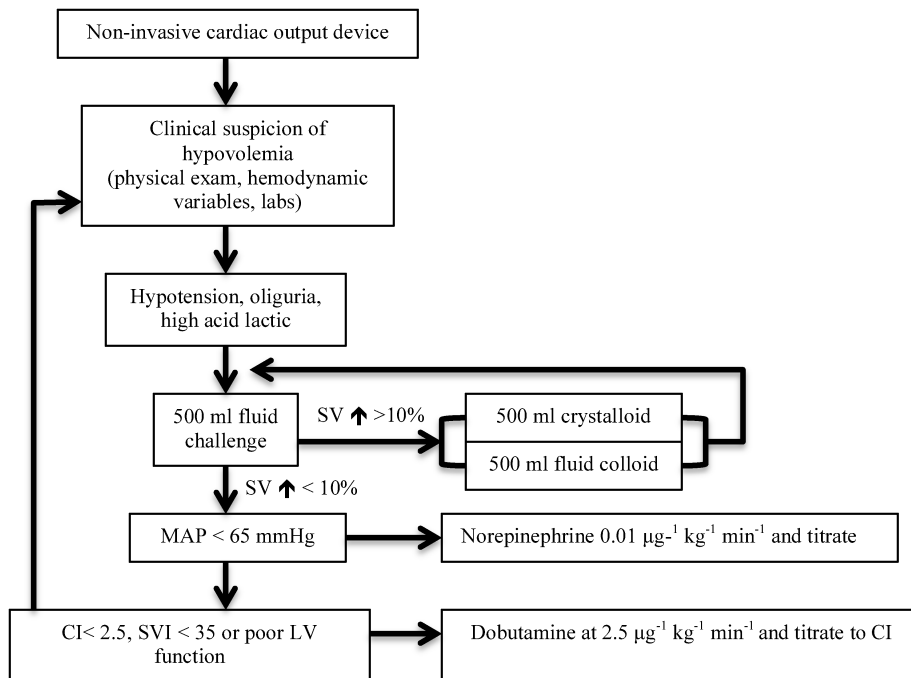 Non-invasive cardiac output device
Clinical suspicion of
hypovolemia
(physical exam, hemodynamic
variables, labs)
Hypotension, oliguria,
high acid lactic
500 ml fluid
challenge
SV ↑ >10%
500 ml crystalloid
500 ml fluid colloid
SV ↑ < 10%
MAP < 65 mmHg
Norepinephrine 0.01 µg-¹ kg⁻¹ min⁻¹ and titrate
CI< 2.5, SVI < 35 or poor LV
function
Dobutamine at 2.5 µg⁻¹ kg⁻¹ min⁻¹ and titrate to CI